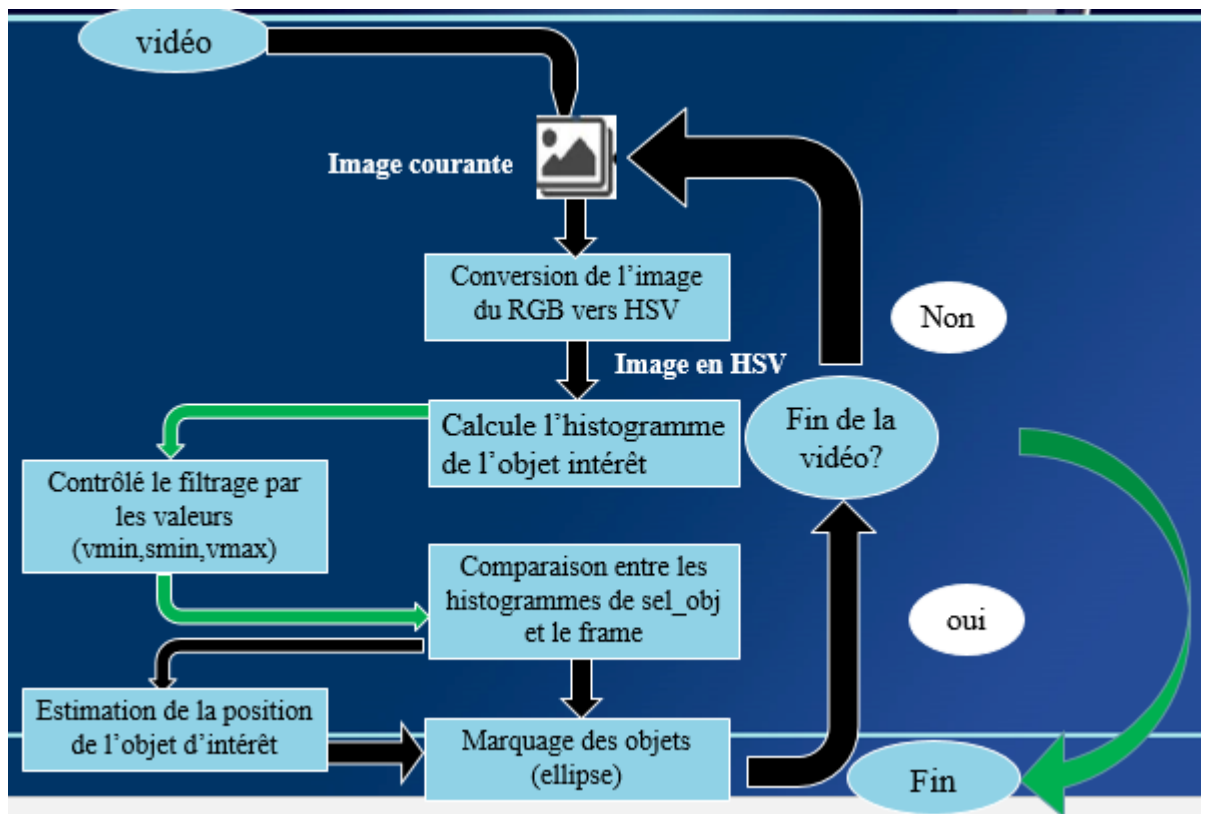 vidéo
Image courante
Conversion de l’image
du RGB vers HSV
Image en HSV
Non
Calcule l’histogramme
de l’objet intérêt
Fin de la
vidéo?
Contrôlé le filtrage par
les valeurs
(vmin,smin,vmax)
Comparaison entre les
histogrammes de sel_obj
et le frame
oui
Estimation de la position
de l’objet d’intérêt
Marquage des objets
(ellipse)
Fin